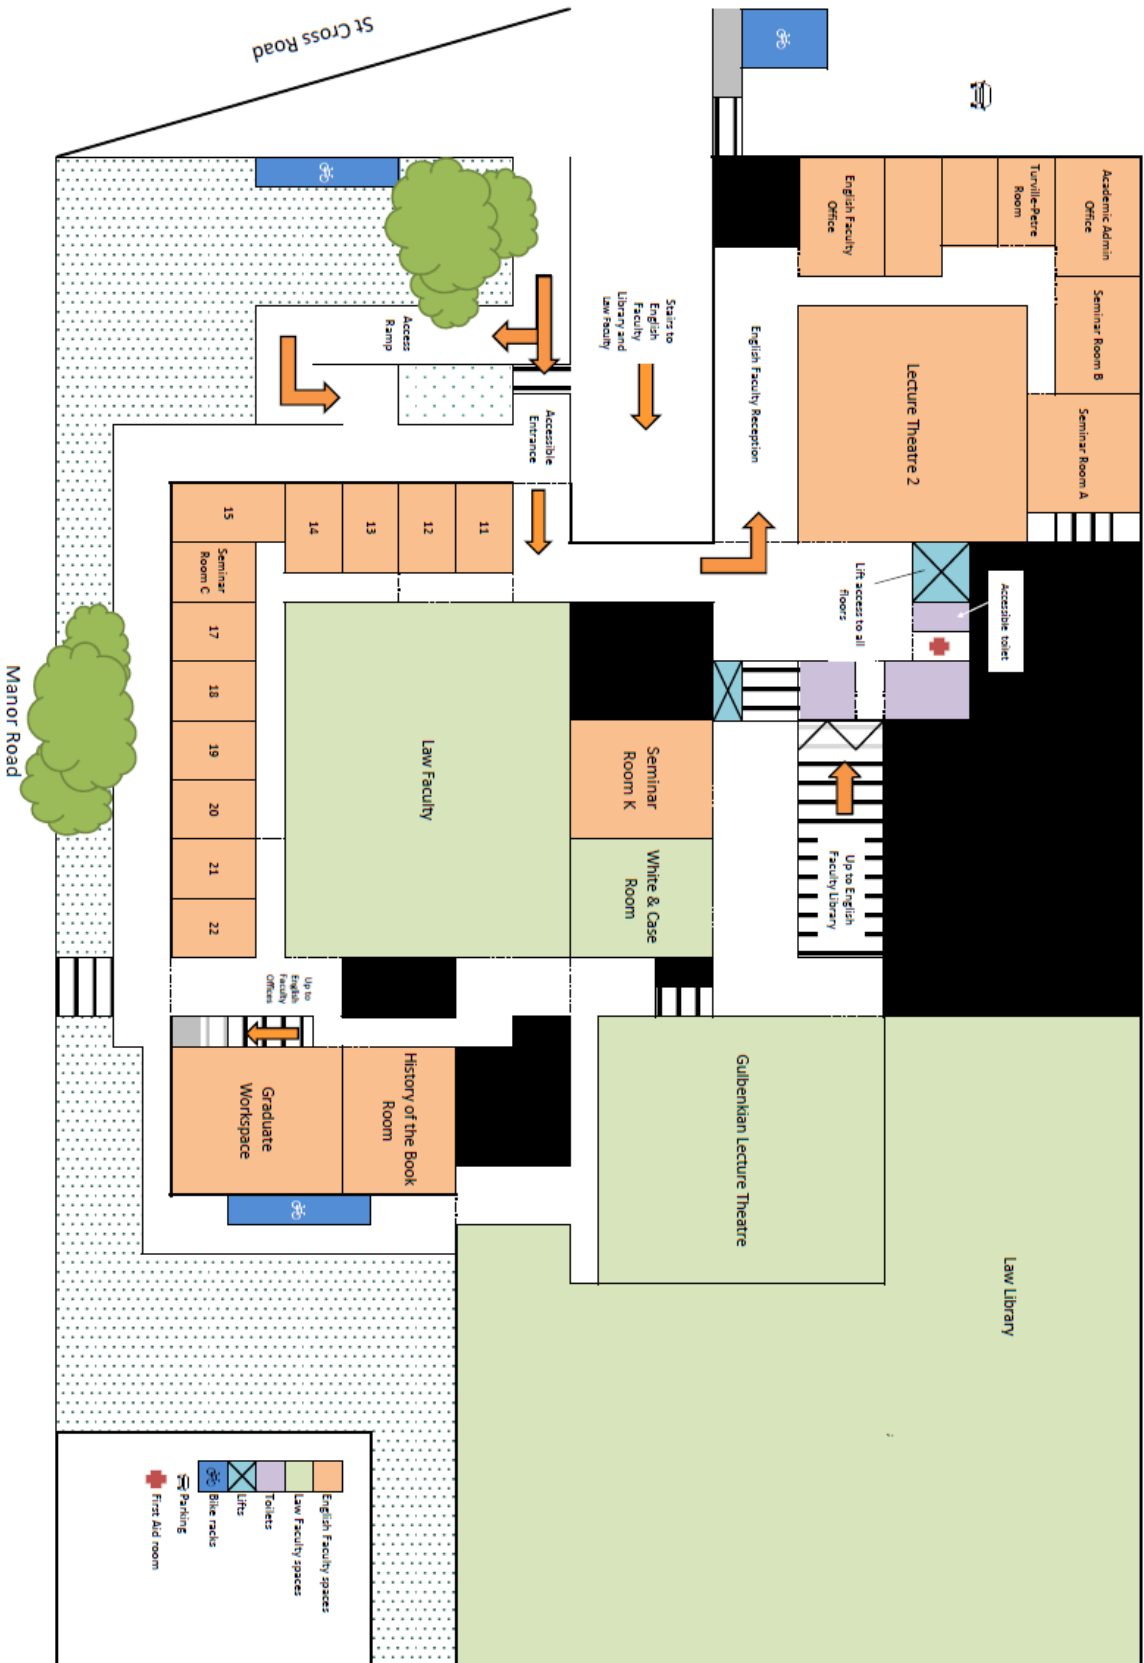 St Cross Road
Manor Road
Academic Admin
Office
Turville-Petre
Room
English Faculty
Office
Seminar Room B
Seminar Room A
Lecture Theatre 2
English Faculty Reception
Stairs to
English
Faculty
Library and
Law Faculty
Access
Ramp
Accessible
Entrance
Lift access to all
floors
Accessible toilet
11
12
13
14
15
Seminar
Room C
17
18
19
20
21
22
Law Faculty
Seminar
Room K
White & Case
Room
Up to English
Faculty Library
Up to
English
Faculty
Offices
Graduate
Workspace
History of the Book
Room
Gulbenkian Lecture Theatre
Law Library
English Faculty spaces
Law Faculty spaces
Toilets
Lifts
Bike racks
Parking
First Aid room